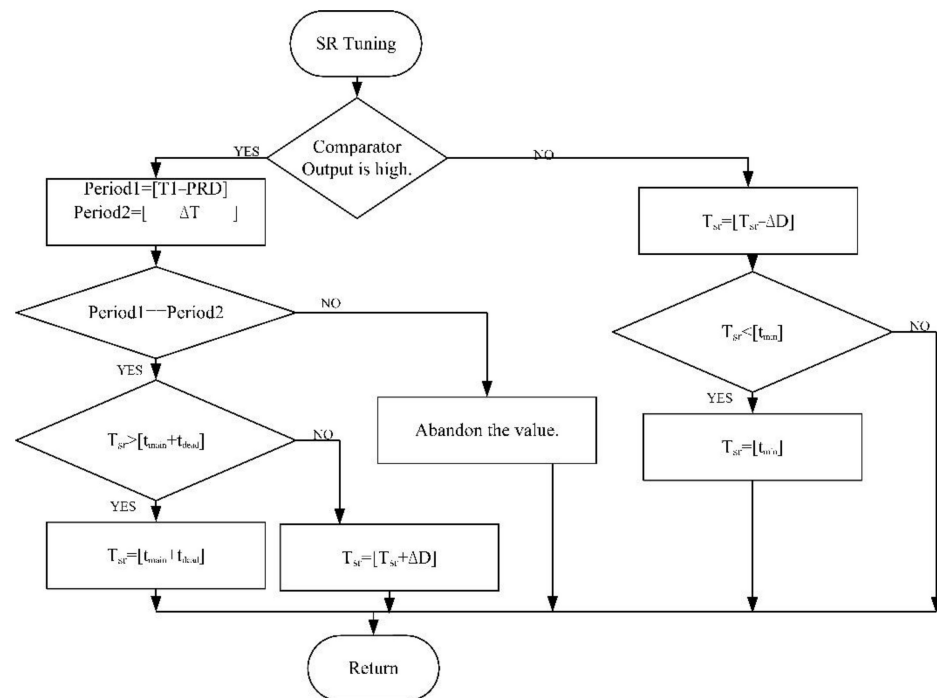 SR Tuning
Comparator
Output is high.
YES
NO
Period1=[T1–PRD]
Period2=[ ΔT ]
Tsr=[Tsr–ΔD]
Period1==Period2
NO
YES
Tsr<[tmin]
NO
YES
Tsr>[tmain+tdead]
NO
YES
Abandon the value.
Tsr=[tmin]
Tsr=[tmain+tdead]
Tsr=[Tsr+ΔD]
Return